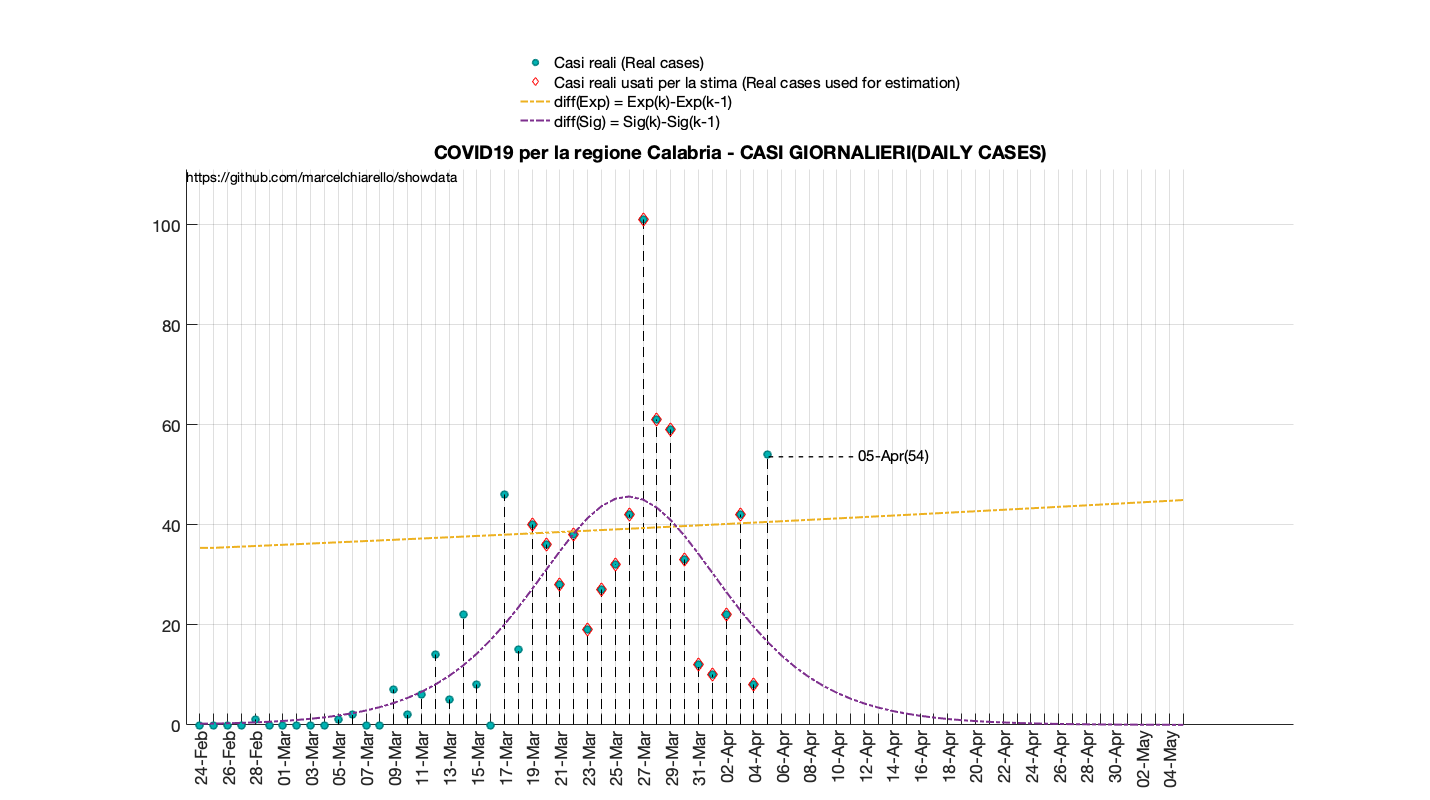 Casi reali (Real cases)
Casi reali usati per la stima (Real cases used for estimation)
diff(Exp) = Exp(k)-Exp(k-1)
diff(Sig) = Sig(k)-Sig(k-1)
COVID19 per la regione Calabria - CASI GIORNALIERI(DAILY CASES)
https://github.com/marcelchiarello/showdata
100
80
60
05-Apr(54)
40
20
0
24-Feb
26-Feb
28-Feb
01-Mar
03-Mar
05-Mar
07-Mar
09-Mar
11-Mar
13-Mar
15-Mar
17-Mar
19-Mar
21-Mar
23-Mar
25-Mar
27-Mar
29-Mar
31-Mar
02-Apr
04-Apr
06-Apr
08-Apr
10-Apr
12-Apr
14-Apr
16-Apr
18-Apr
20-Apr
22-Apr
24-Apr
26-Apr
28-Apr
30-Apr
02-May
04-May